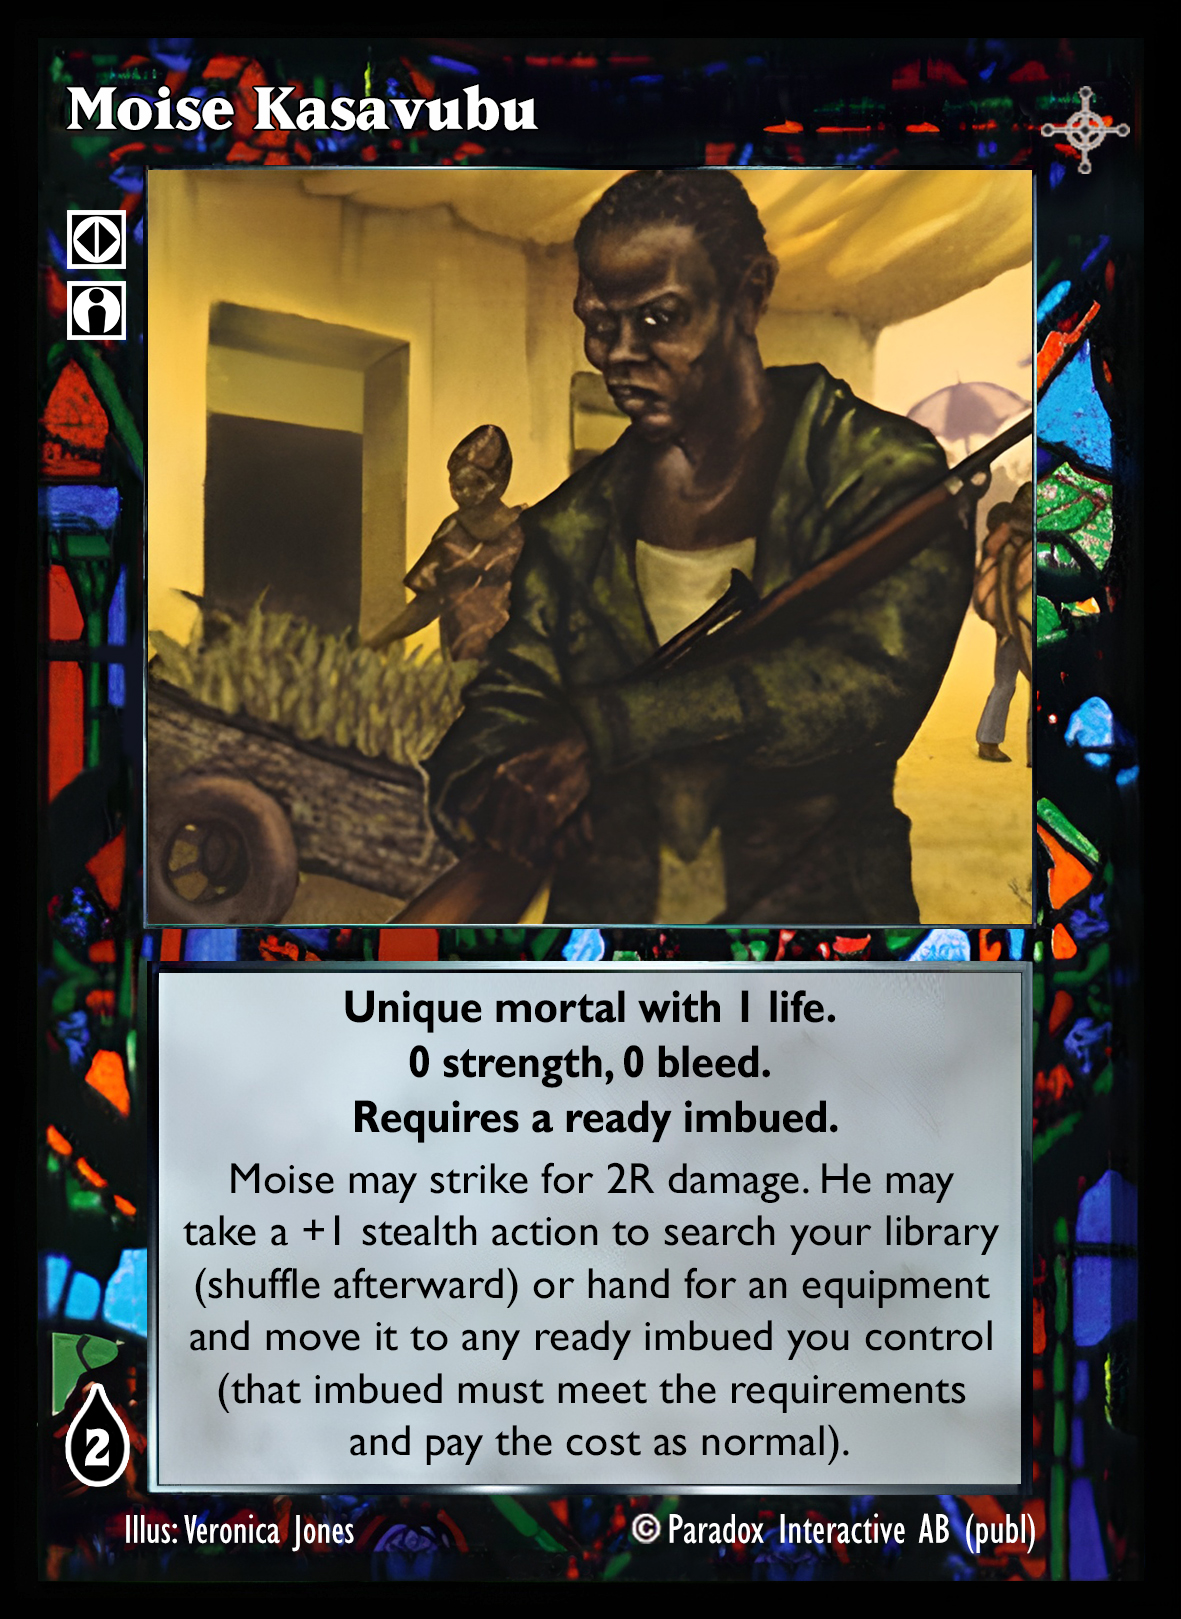 Moise Kasavubu
Unique mortal with 1 life.
0 strength, 0 bleed.
Requires a ready imbued.
Moise may strike for 2R damage. He may
take a +1 stealth action to search your library
(shuffle afterward) or hand for an equipment
and move it to any ready imbued you control
(that imbued must meet the requirements
and pay the cost as normal).
2
Illus: Veronica Jones
© Paradox Interactive AB (publ)